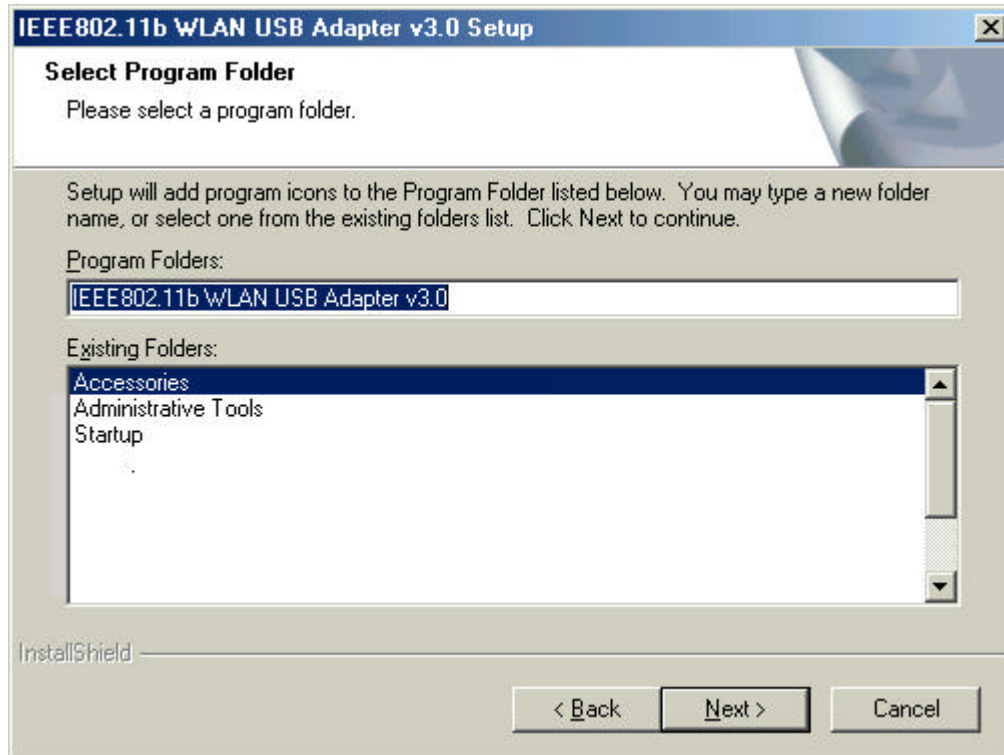 IEEE802.11b WLAN USB Adapter v3.0 Setup
Select Program Folder
Please select a program folder.
Setup will add program icons to the Program Folder listed below.  You may type a new folder
name, or select one from the existing folders list.  Click Next to continue.
Program Folders:
IEEE802.11b WLAN USB Adapter v3.0
Existing Folders:
Accessories
Administrative Tools
Startup
InstallShield
< Back
Next >
Cancel